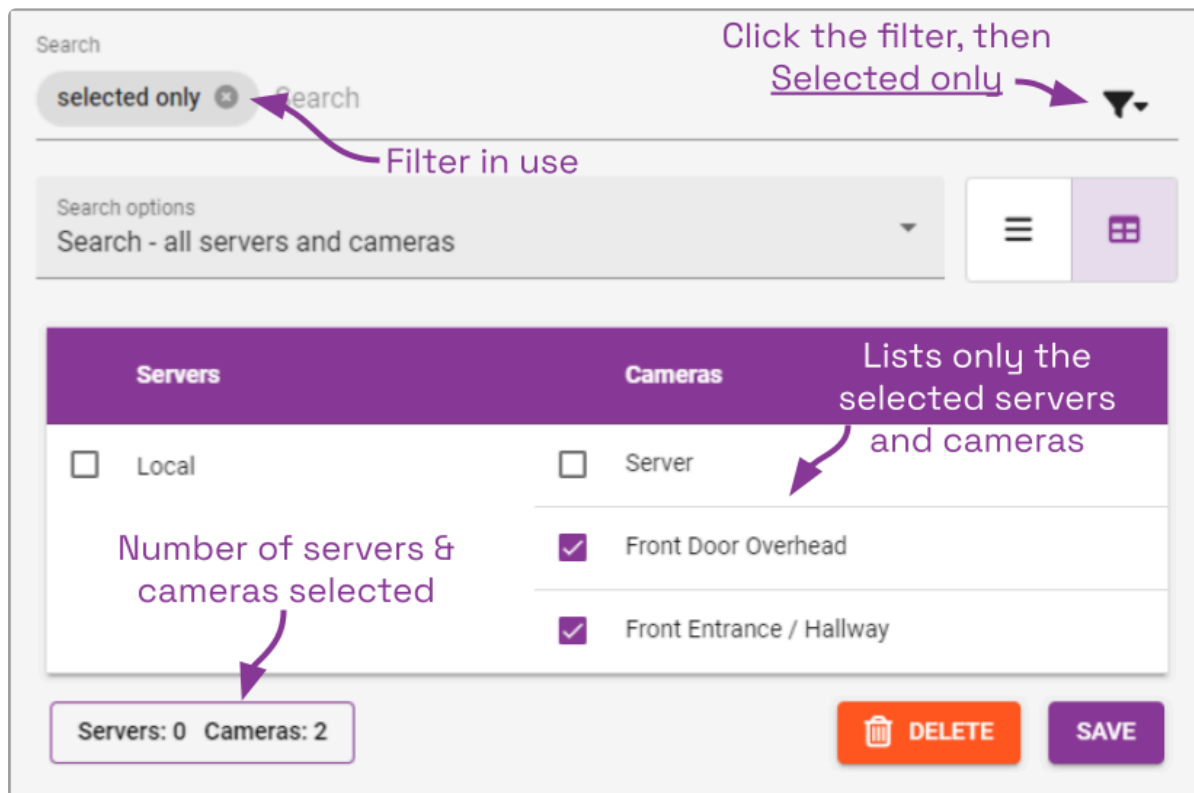 Search
Click the filter, then
Selected only
selected only Search
Filter in use
Search options
Search - all servers and cameras
Servers
Cameras
Lists only the
selected servers
and cameras
Local
Server
Number of servers &
cameras selected
Front Door Overhead
Front Entrance / Hallway
Servers: 0 Cameras: 2
DELETE
SAVE